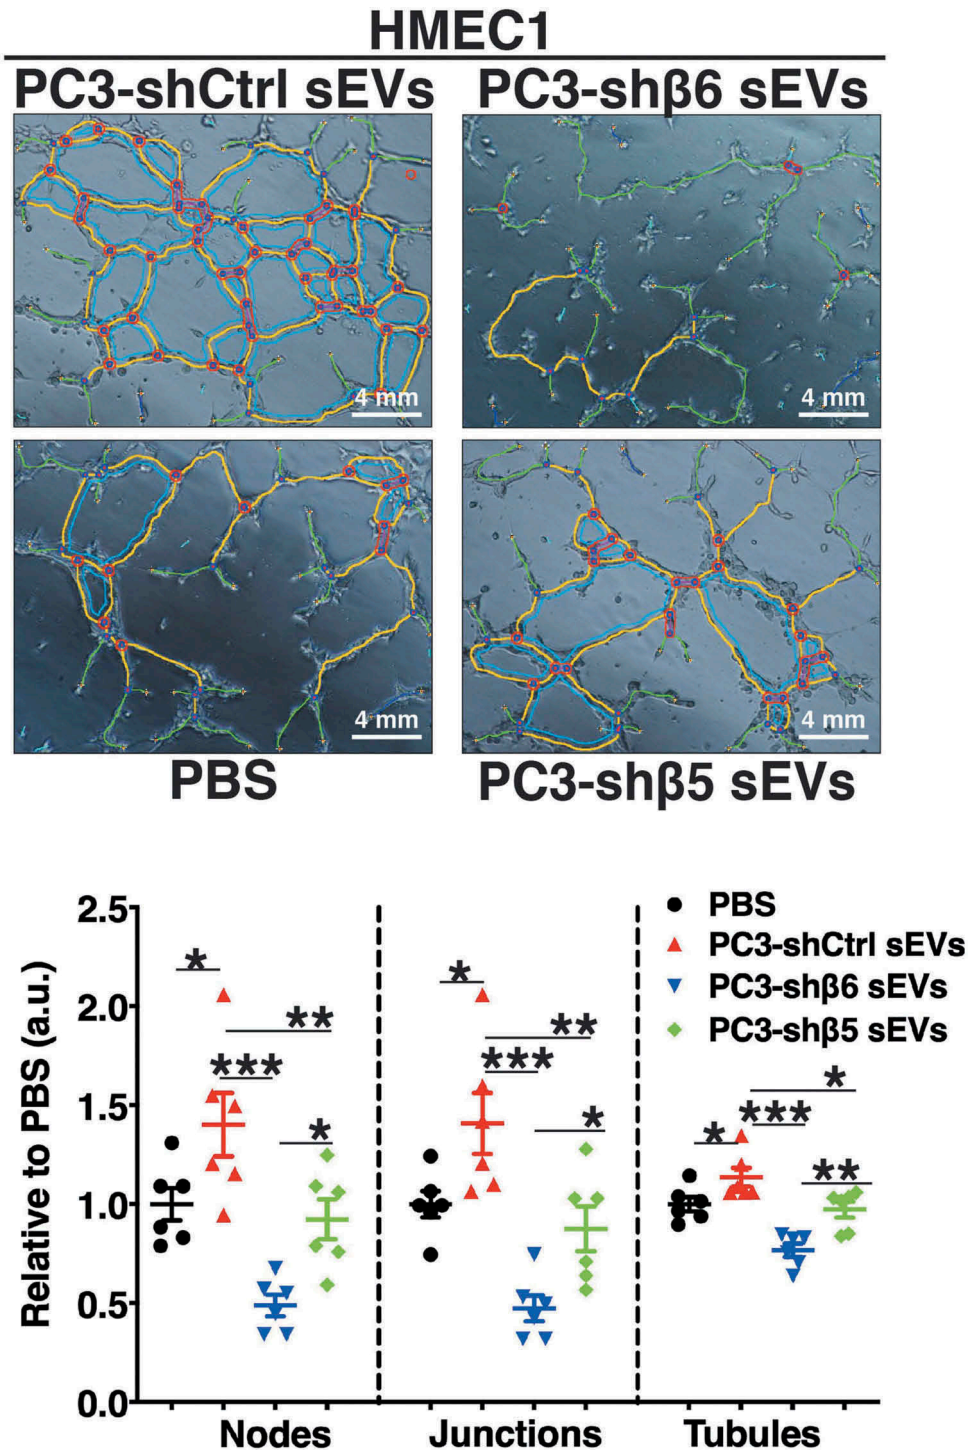 HMEC1
PC3-shCtrl sEVs
PC3-shβ6 sEVs
4 mm
4 mm
4 mm
4 mm
PBS
PC3-shβ5 sEVs
Relative to PBS (a.u.)
2.5
2.0
1.5
1.0
0.5
0.0
PBS
PC3-shCtrl sEVs
PC3-shβ6 sEVs
PC3-shβ5 sEVs
*
**
***
*
*
**
***
*
*
***
*
**
Nodes
Junctions
Tubules